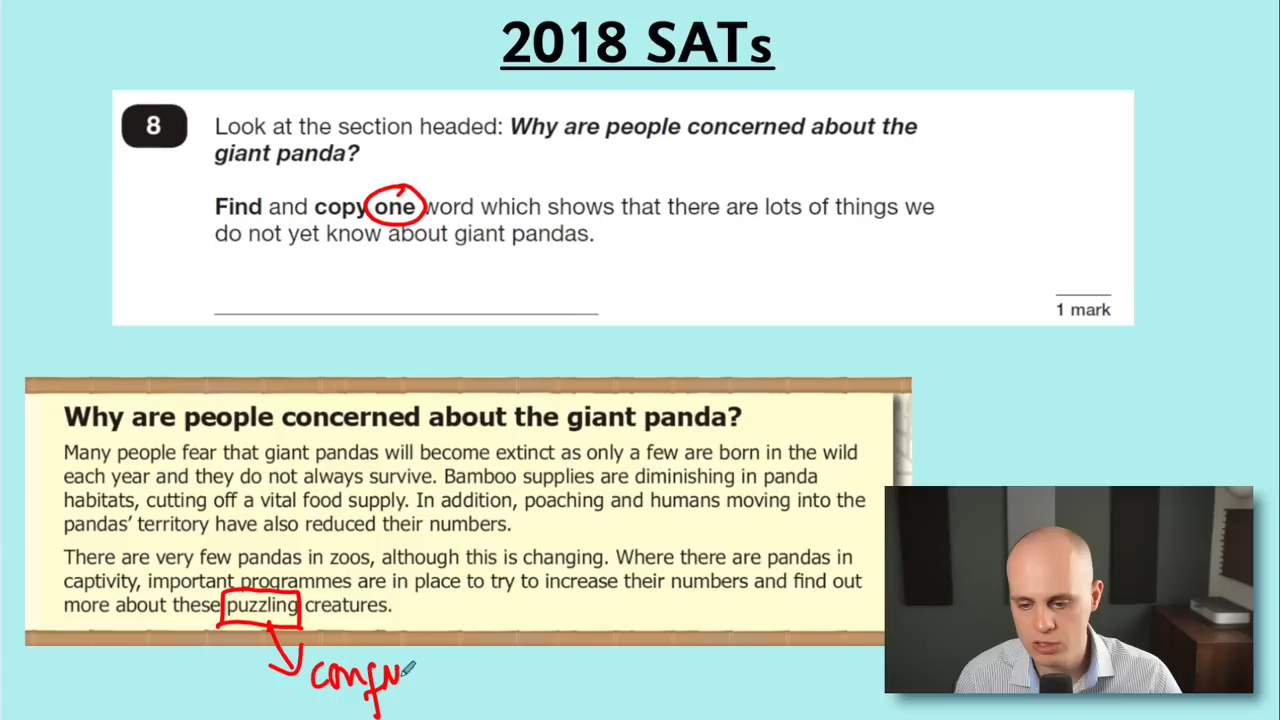 2018 SATs
8
Look at the section headed: Why are people concerned about the
giant panda?
Find and copy one word which shows that there are lots of things we
do not yet know about giant pandas.
1 mark
Why are people concerned about the giant panda?
Many people fear that giant pandas will become extinct as only a few are born in the wild
each year and they do not always survive. Bamboo supplies are diminishing in panda
habitats, cutting off a vital food supply. In addition, poaching and humans moving into the
pandas’ territory have also reduced their numbers.
There are very few pandas in zoos, although this is changing. Where there are pandas in
captivity, important programmes are in place to try to increase their numbers and find out
more about these puzzling creatures.
confu